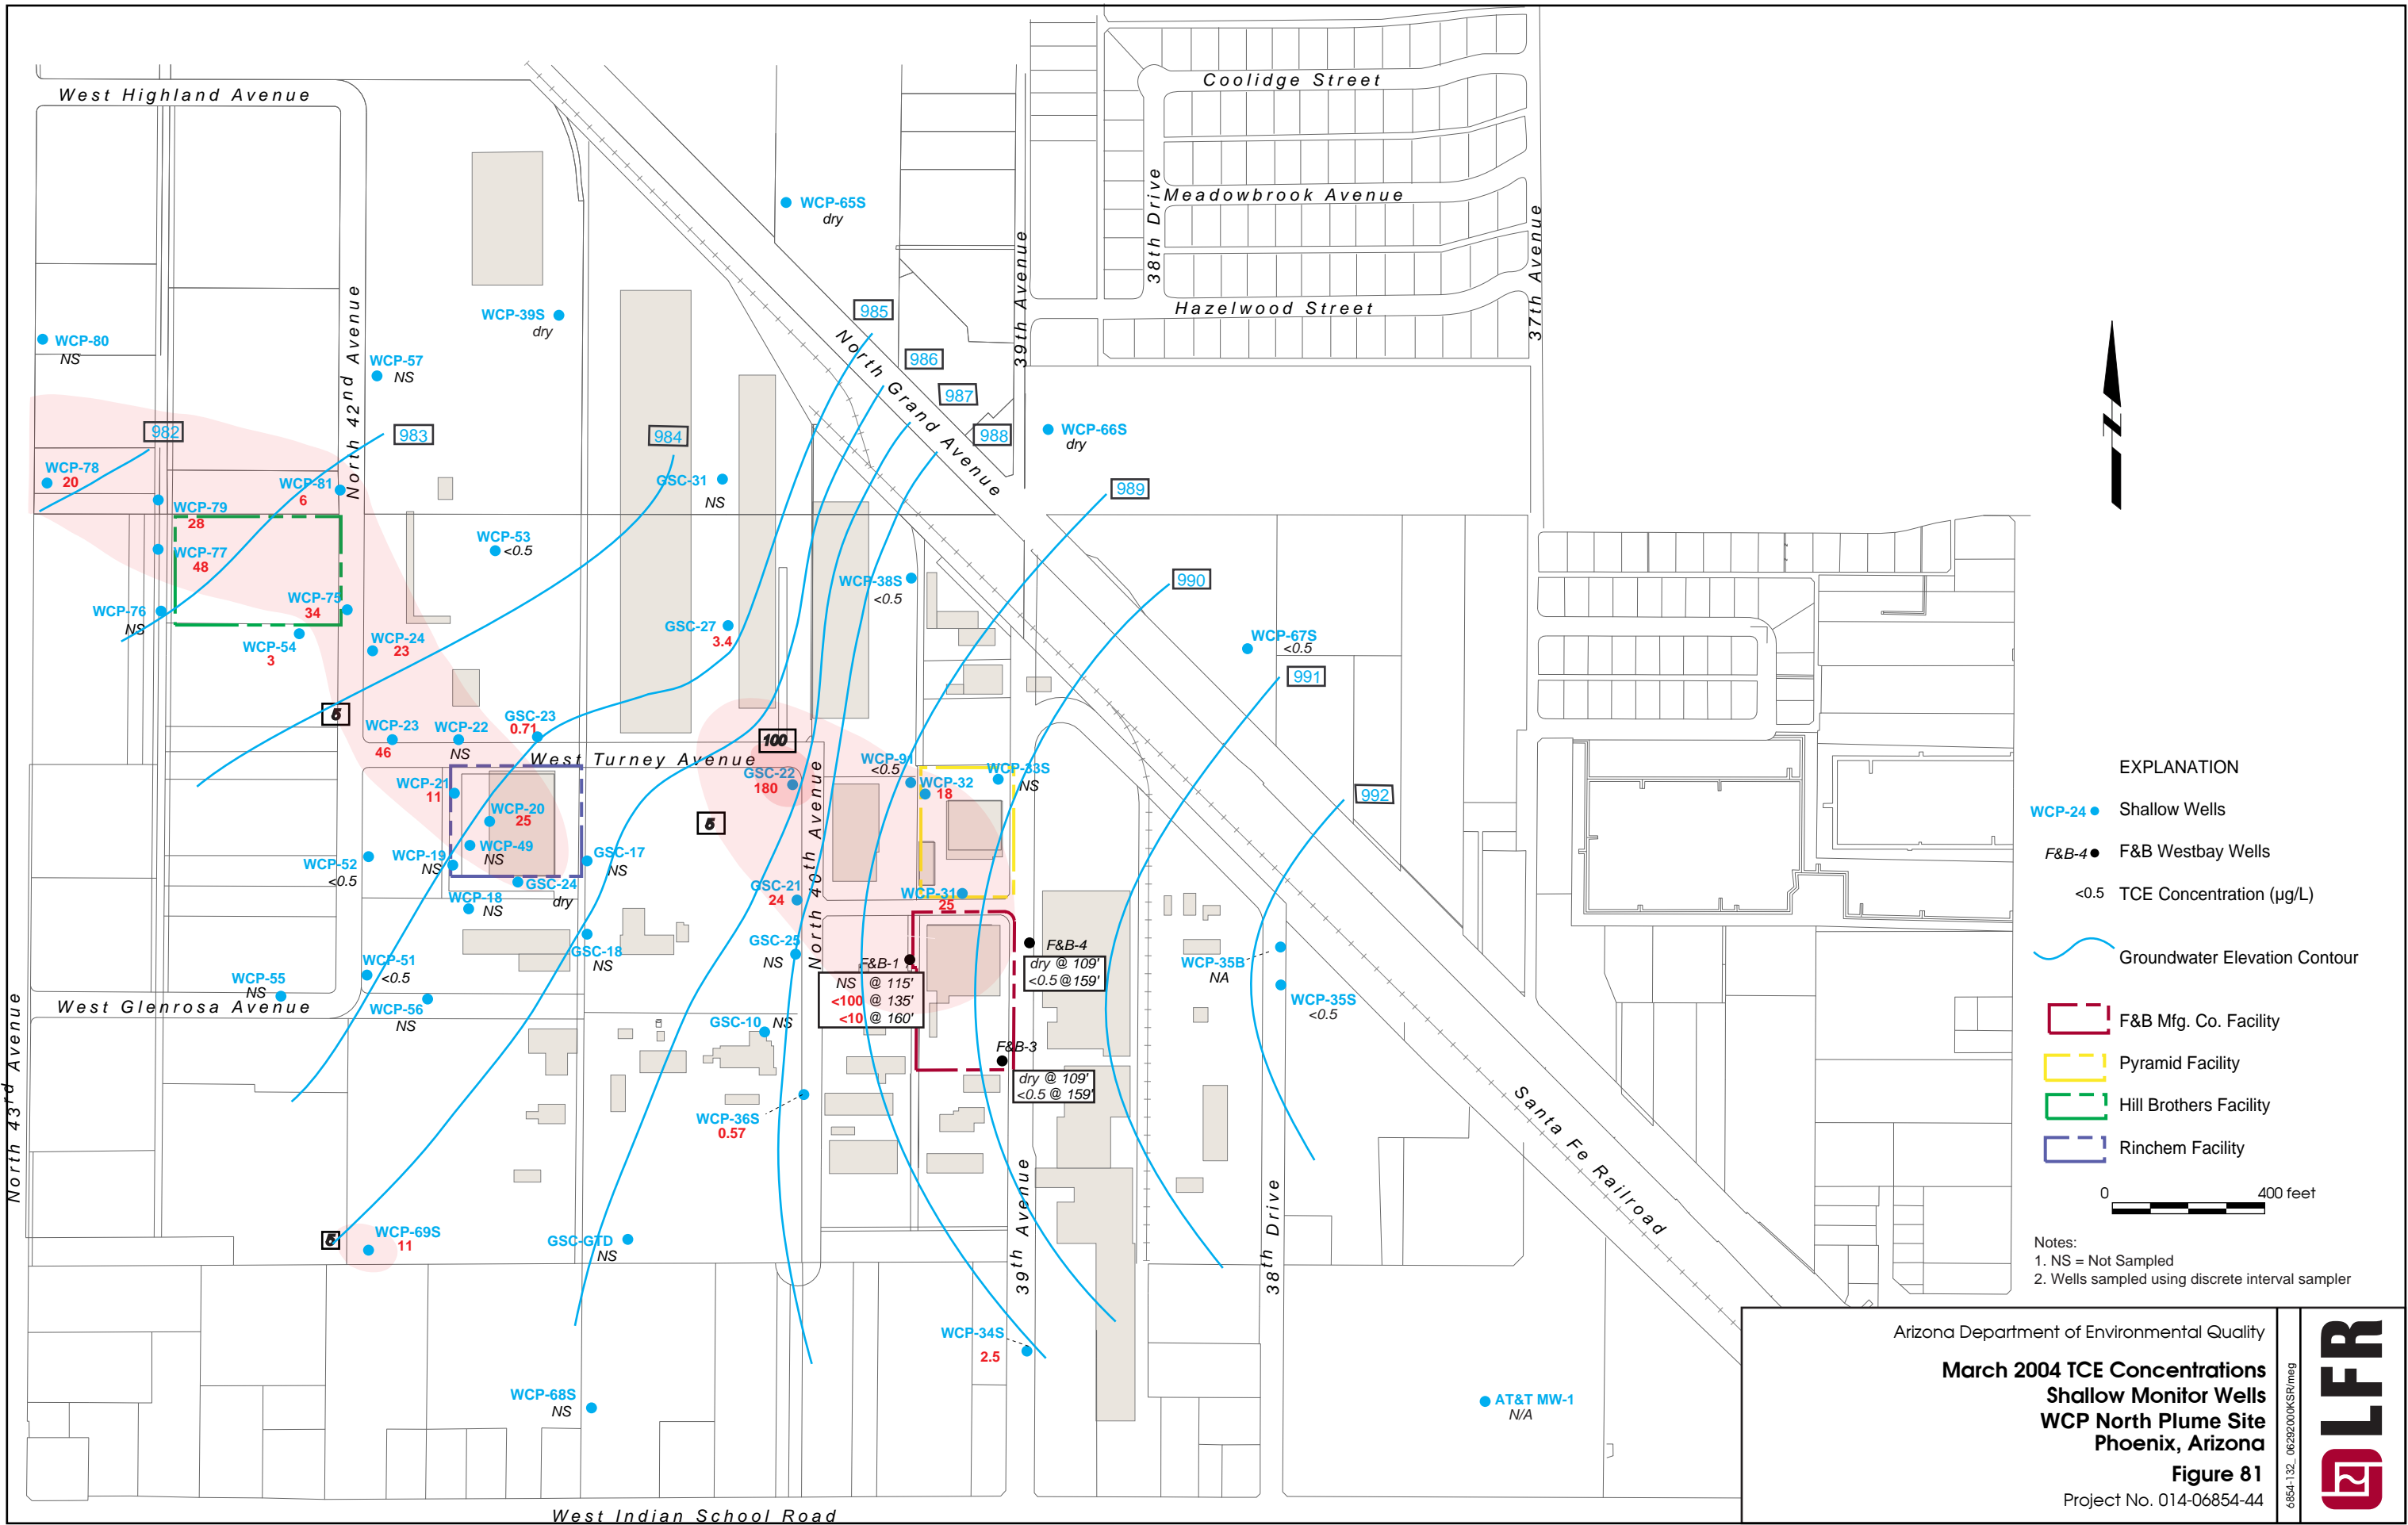 West Highland Avenue
Coolidge Street
Meadowbrook Avenue
Hazelwood Street
38th Drive
37th Avenue
39th Avenue
North 42nd Avenue
North Grand Avenue
WCP-65S
dry
WCP-39S
dry
WCP-80
NS
WCP-57
NS
985
986
987
988
982
983
984
989
990
991
992
WCP-66S
dry
WCP-78
20
WCP-81
6
WCP-79
28
WCP-77
48
WCP-76
NS
WCP-75
34
WCP-54
3
WCP-24
23
WCP-53
<0.5
GSC-31
NS
WCP-38S
<0.5
GSC-27
3.4
WCP-67S
<0.5
5
WCP-23
46
WCP-22
NS
GSC-23
0.71
100
West Turney Avenue
GSC-22
180
WCP-91
<0.5
WCP-32
18
WCP-33S
NS
WCP-21
11
WCP-20
25
WCP-49
NS
WCP-19
NS
WCP-52
<0.5
GSC-17
NS
GSC-24
dry
WCP-18
NS
5
North 40th Avenue
GSC-21
24
WCP-31
25
GSC-18
NS
GSC-25
NS
WCP-51
<0.5
WCP-55
NS
WCP-56
NS
West Glenrosa Avenue
North 43rd Avenue
F&B-1
NS @ 115'
<100 @ 135'
<10 @ 160'
F&B-4
dry @ 109'
<0.5 @159'
F&B-3
dry @ 109'
<0.5 @ 159'
GSC-10
NS
WCP-35B
NA
WCP-35S
<0.5
WCP-36S
0.57
Santa Fe Railroad
39th Avenue
38th Drive
5
WCP-69S
11
GSC-GTD
NS
WCP-34S
2.5
WCP-68S
NS
AT&T MW-1
N/A
West Indian School Road
EXPLANATION
WCP-24 Shallow Wells
F&B-4 F&B Westbay Wells
<0.5 TCE Concentration (µg/L)
Groundwater Elevation Contour
F&B Mfg. Co. Facility
Pyramid Facility
Hill Brothers Facility
Rinchem Facility
0 400 feet
Notes:
1. NS = Not Sampled
2. Wells sampled using discrete interval sampler
Arizona Department of Environmental Quality
March 2004 TCE Concentrations
Shallow Monitor Wells
WCP North Plume Site
Phoenix, Arizona
Figure 81
Project No. 014-06854-44
6854-132_06292000KSR/meg
LFR